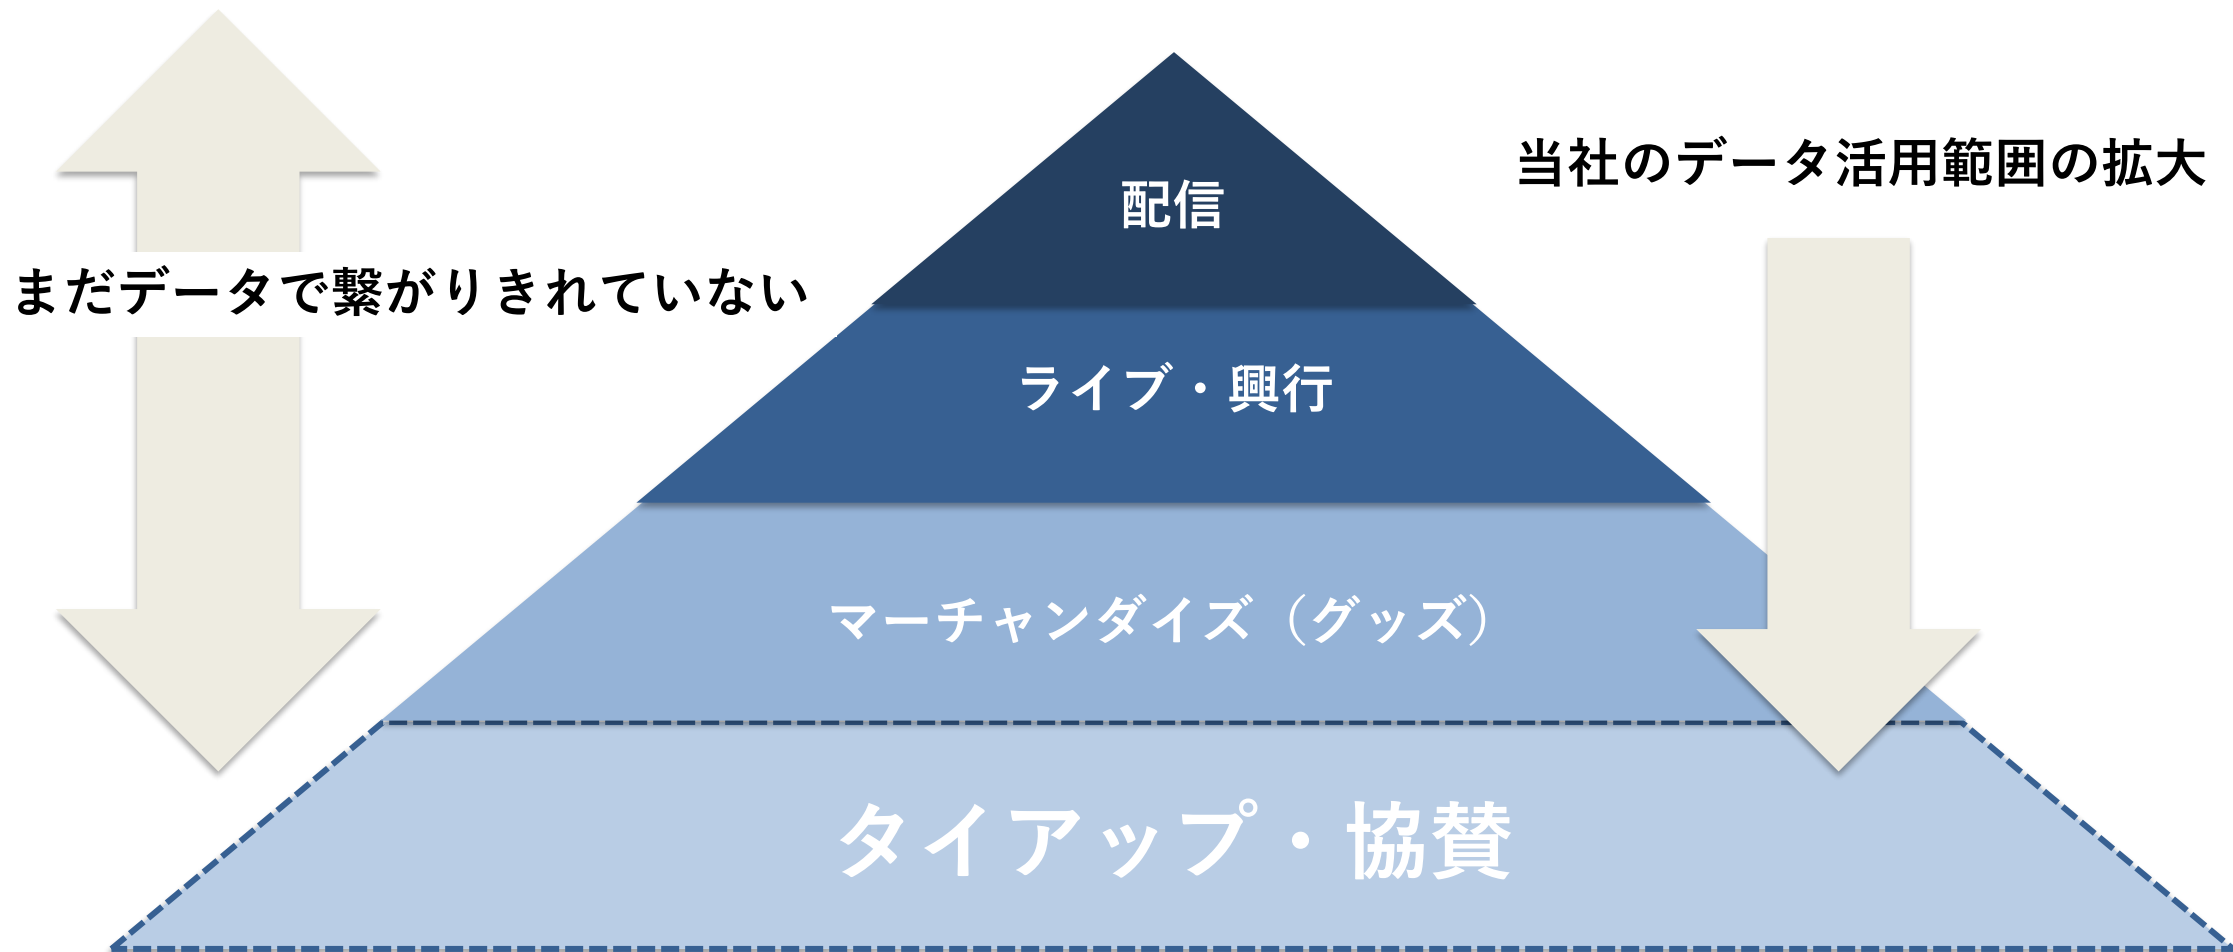 配信
当社のデータ活用範囲の拡大
まだデータで繋がりきれていない
ライブ・興行
マーチャンダイズ（グッズ）
タイアップ・協賛